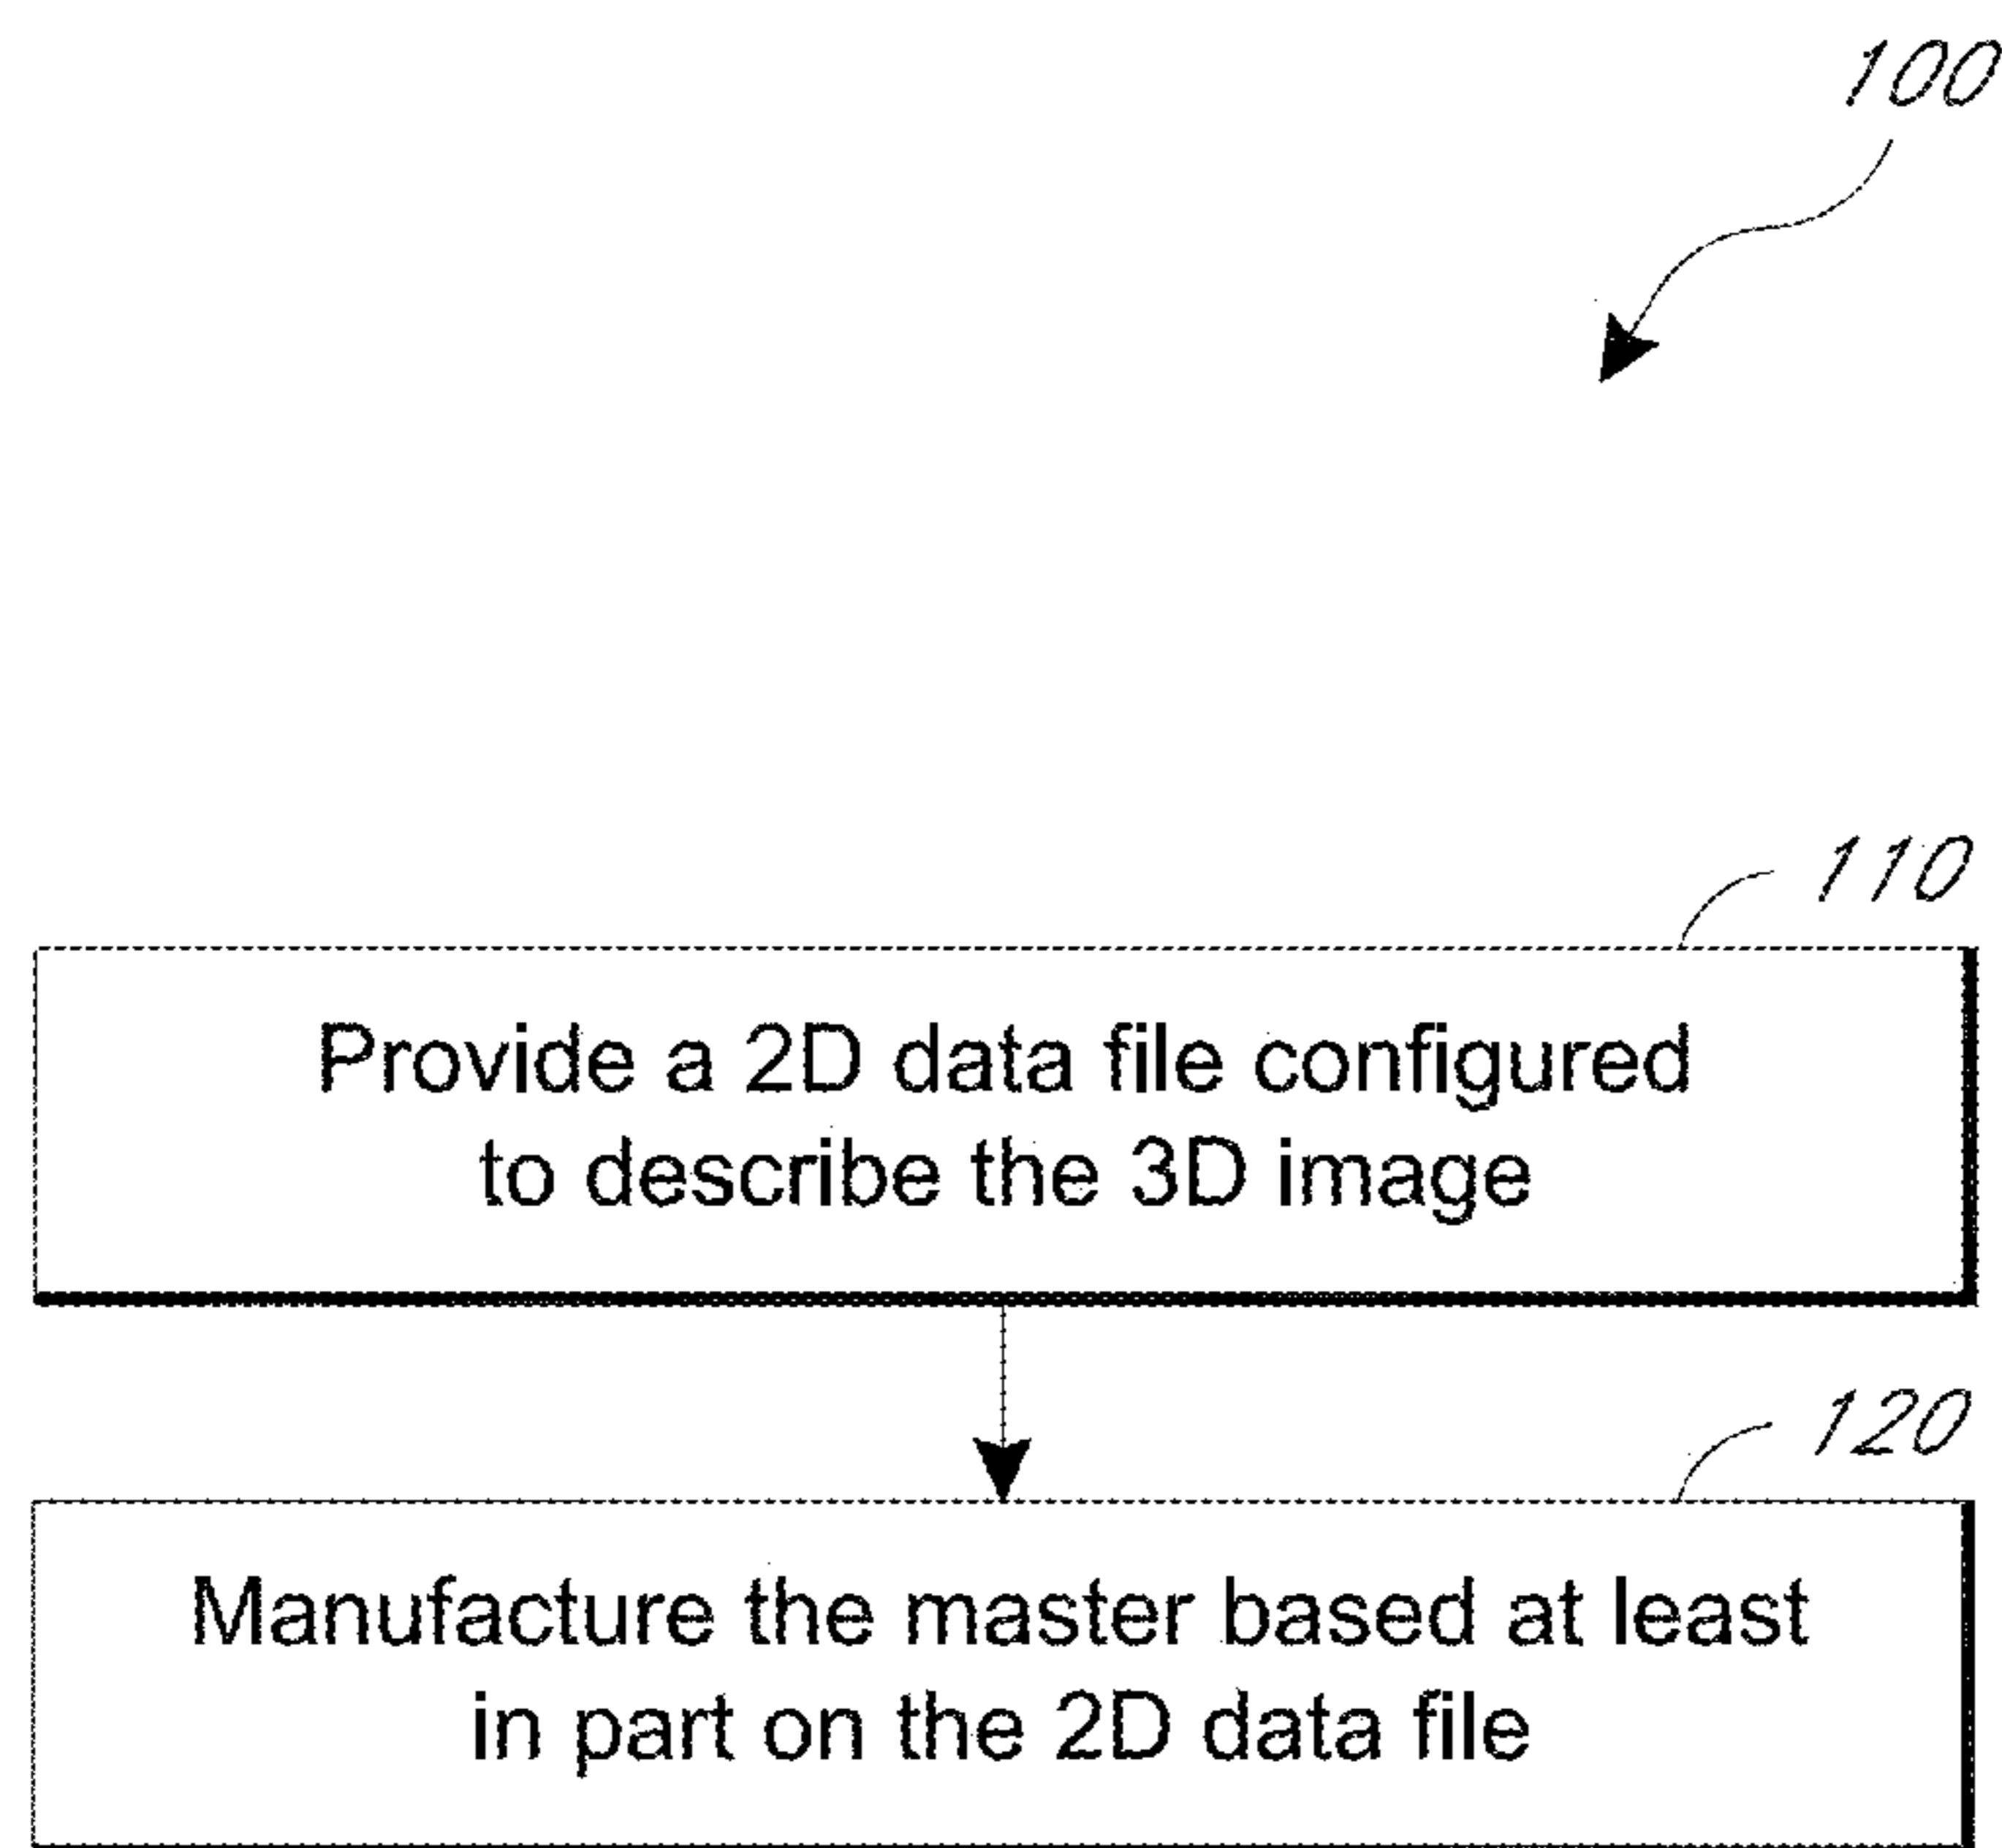 100
110
Provide a 2D data file configured
to describe the 3D image
120
Manufacture the master based at least
in part on the 2D data file